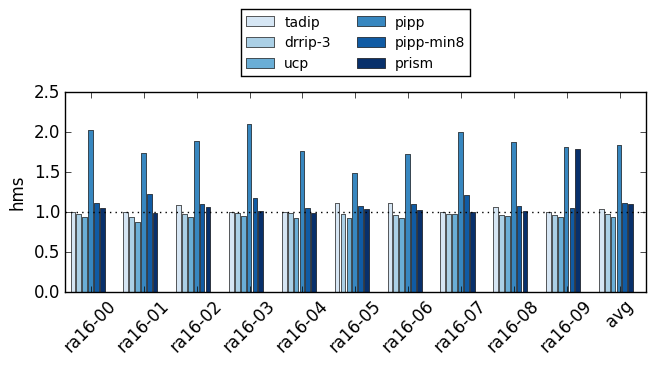 tadip pipp
drrip-3 pipp-min8
ucp prism
2.5
2.0
1.5
1.0
0.5
0.0
hms
ra16-00 ra16-01 ra16-02 ra16-03 ra16-04 ra16-05 ra16-06 ra16-07 ra16-08 ra16-09 avg